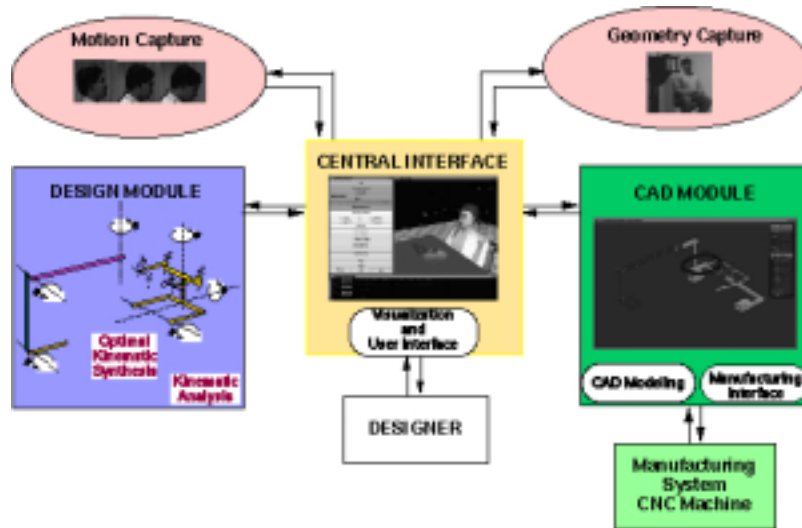 Motion Capture
Geometry Capture
CENTRAL INTERFACE
DESIGN MODULE
CAD MODULE
Visualization
and
User Interface
Optimal
Kinematic
Synthesis
Kinematic
Analysis
CAD Modeling
Manufacturing
Interface
DESIGNER
Manufacturing
System
CNC Machine